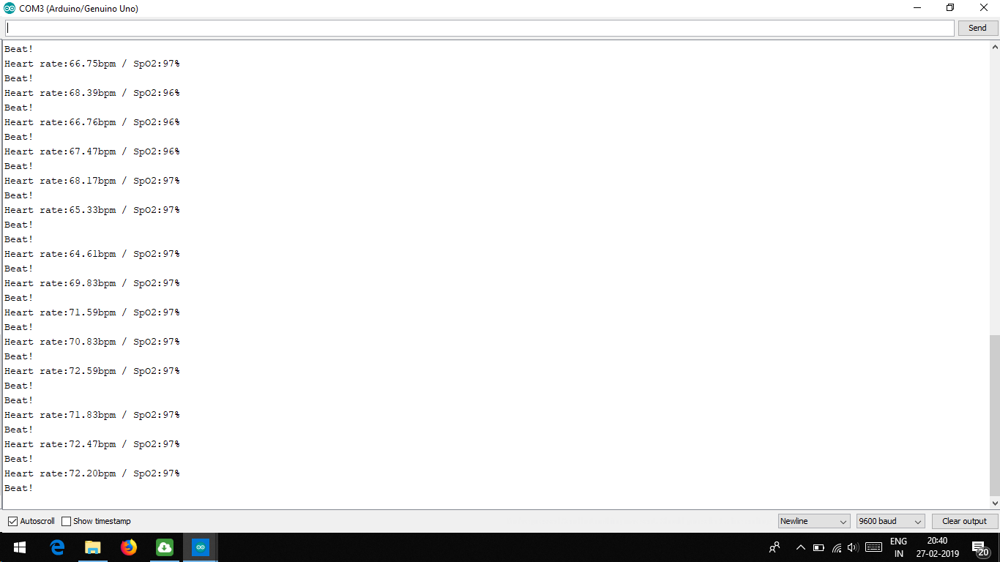 COM3 (Arduino/Genuino Uno)
Send
Beat!
Heart rate:66.75bpm / SpO2:97%
Beat!
Heart rate:68.39bpm / SpO2:96%
Beat!
Heart rate:66.76bpm / SpO2:96%
Beat!
Heart rate:67.47bpm / SpO2:96%
Beat!
Heart rate:68.17bpm / SpO2:97%
Beat!
Heart rate:65.33bpm / SpO2:97%
Beat!
Beat!
Heart rate:64.61bpm / SpO2:97%
Beat!
Heart rate:69.83bpm / SpO2:97%
Beat!
Heart rate:71.59bpm / SpO2:97%
Beat!
Heart rate:70.83bpm / SpO2:97%
Beat!
Heart rate:72.59bpm / SpO2:97%
Beat!
Beat!
Heart rate:71.83bpm / SpO2:97%
Beat!
Heart rate:72.47bpm / SpO2:97%
Beat!
Heart rate:72.20bpm / SpO2:97%
Beat!
Autoscroll Show timestamp Newline 9600 baud Clear output
ENG 20:40
IN 27-02-2019 20